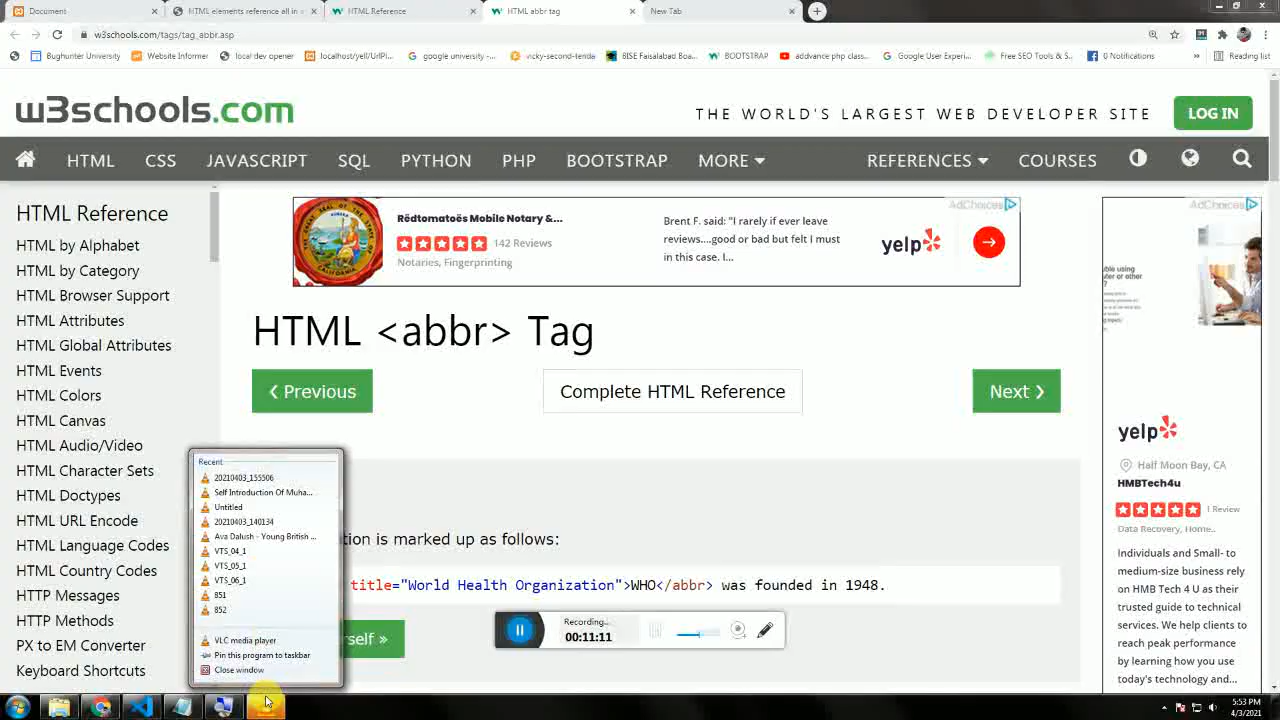 Document
HTML elements reference all in
HTML Reference
HTML abbr tag
New Tab
w3schools.com/tags/tag_abbr.asp
Bughunter University
Website Informer
local dev opener
localhost/yell/UrlPi...
google university -...
vicky-second-tenda
BISE Faisalabad Boar...
BOOTSTRAP
addvance php class...
Google User Experi...
Free SEO Tools & S...
0 Notifications
»
Reading list
w3schools.com
THE WORLD'S LARGEST WEB DEVELOPER SITE
LOG IN
HTML
CSS
JAVASCRIPT
SQL
PYTHON
PHP
BOOTSTRAP
MORE
REFERENCES
COURSES
HTML Reference
HTML by Alphabet
HTML by Category
HTML Browser Support
HTML Attributes
HTML Global Attributes
HTML Events
HTML Colors
HTML Canvas
HTML Audio/Video
HTML Character Sets
HTML Doctypes
HTML URL Encode
HTML Language Codes
HTML Country Codes
HTTP Messages
HTTP Methods
PX to EM Converter
Keyboard Shortcuts
Rëdtomatoës Mobile Notary &...
142 Reviews
Notaries, Fingerprinting
Brent F. said: "I rarely if ever leave
reviews....good or bad but felt I must
in this case. I...
yelp
AdChoices
HTML <abbr> Tag
❮ Previous
Complete HTML Reference
Next ❯
tion is marked up as follows:
title="World Health Organization">WHO</abbr> was founded in 1948.
rself »
Recent
20210403_155506
Self Introduction Of Muha...
Untitled
20210403_140134
Ava Dalush - Young British ...
VTS_04_1
VTS_05_1
VTS_06_1
851
852
VLC media player
Pin this program to taskbar
Close window
Recording...
00:11:11
AdChoices
ble using
uter or other
s?
yelp
Half Moon Bay, CA
HMBTech4u
1 Review
Data Recovery, Home..
Individuals and Small- to
medium-size business rely
on HMB Tech 4 U as their
trusted guide to technical
services. We help clients to
reach peak performance
by learning how you use
today's technology and...
5:53 PM
4/3/2021